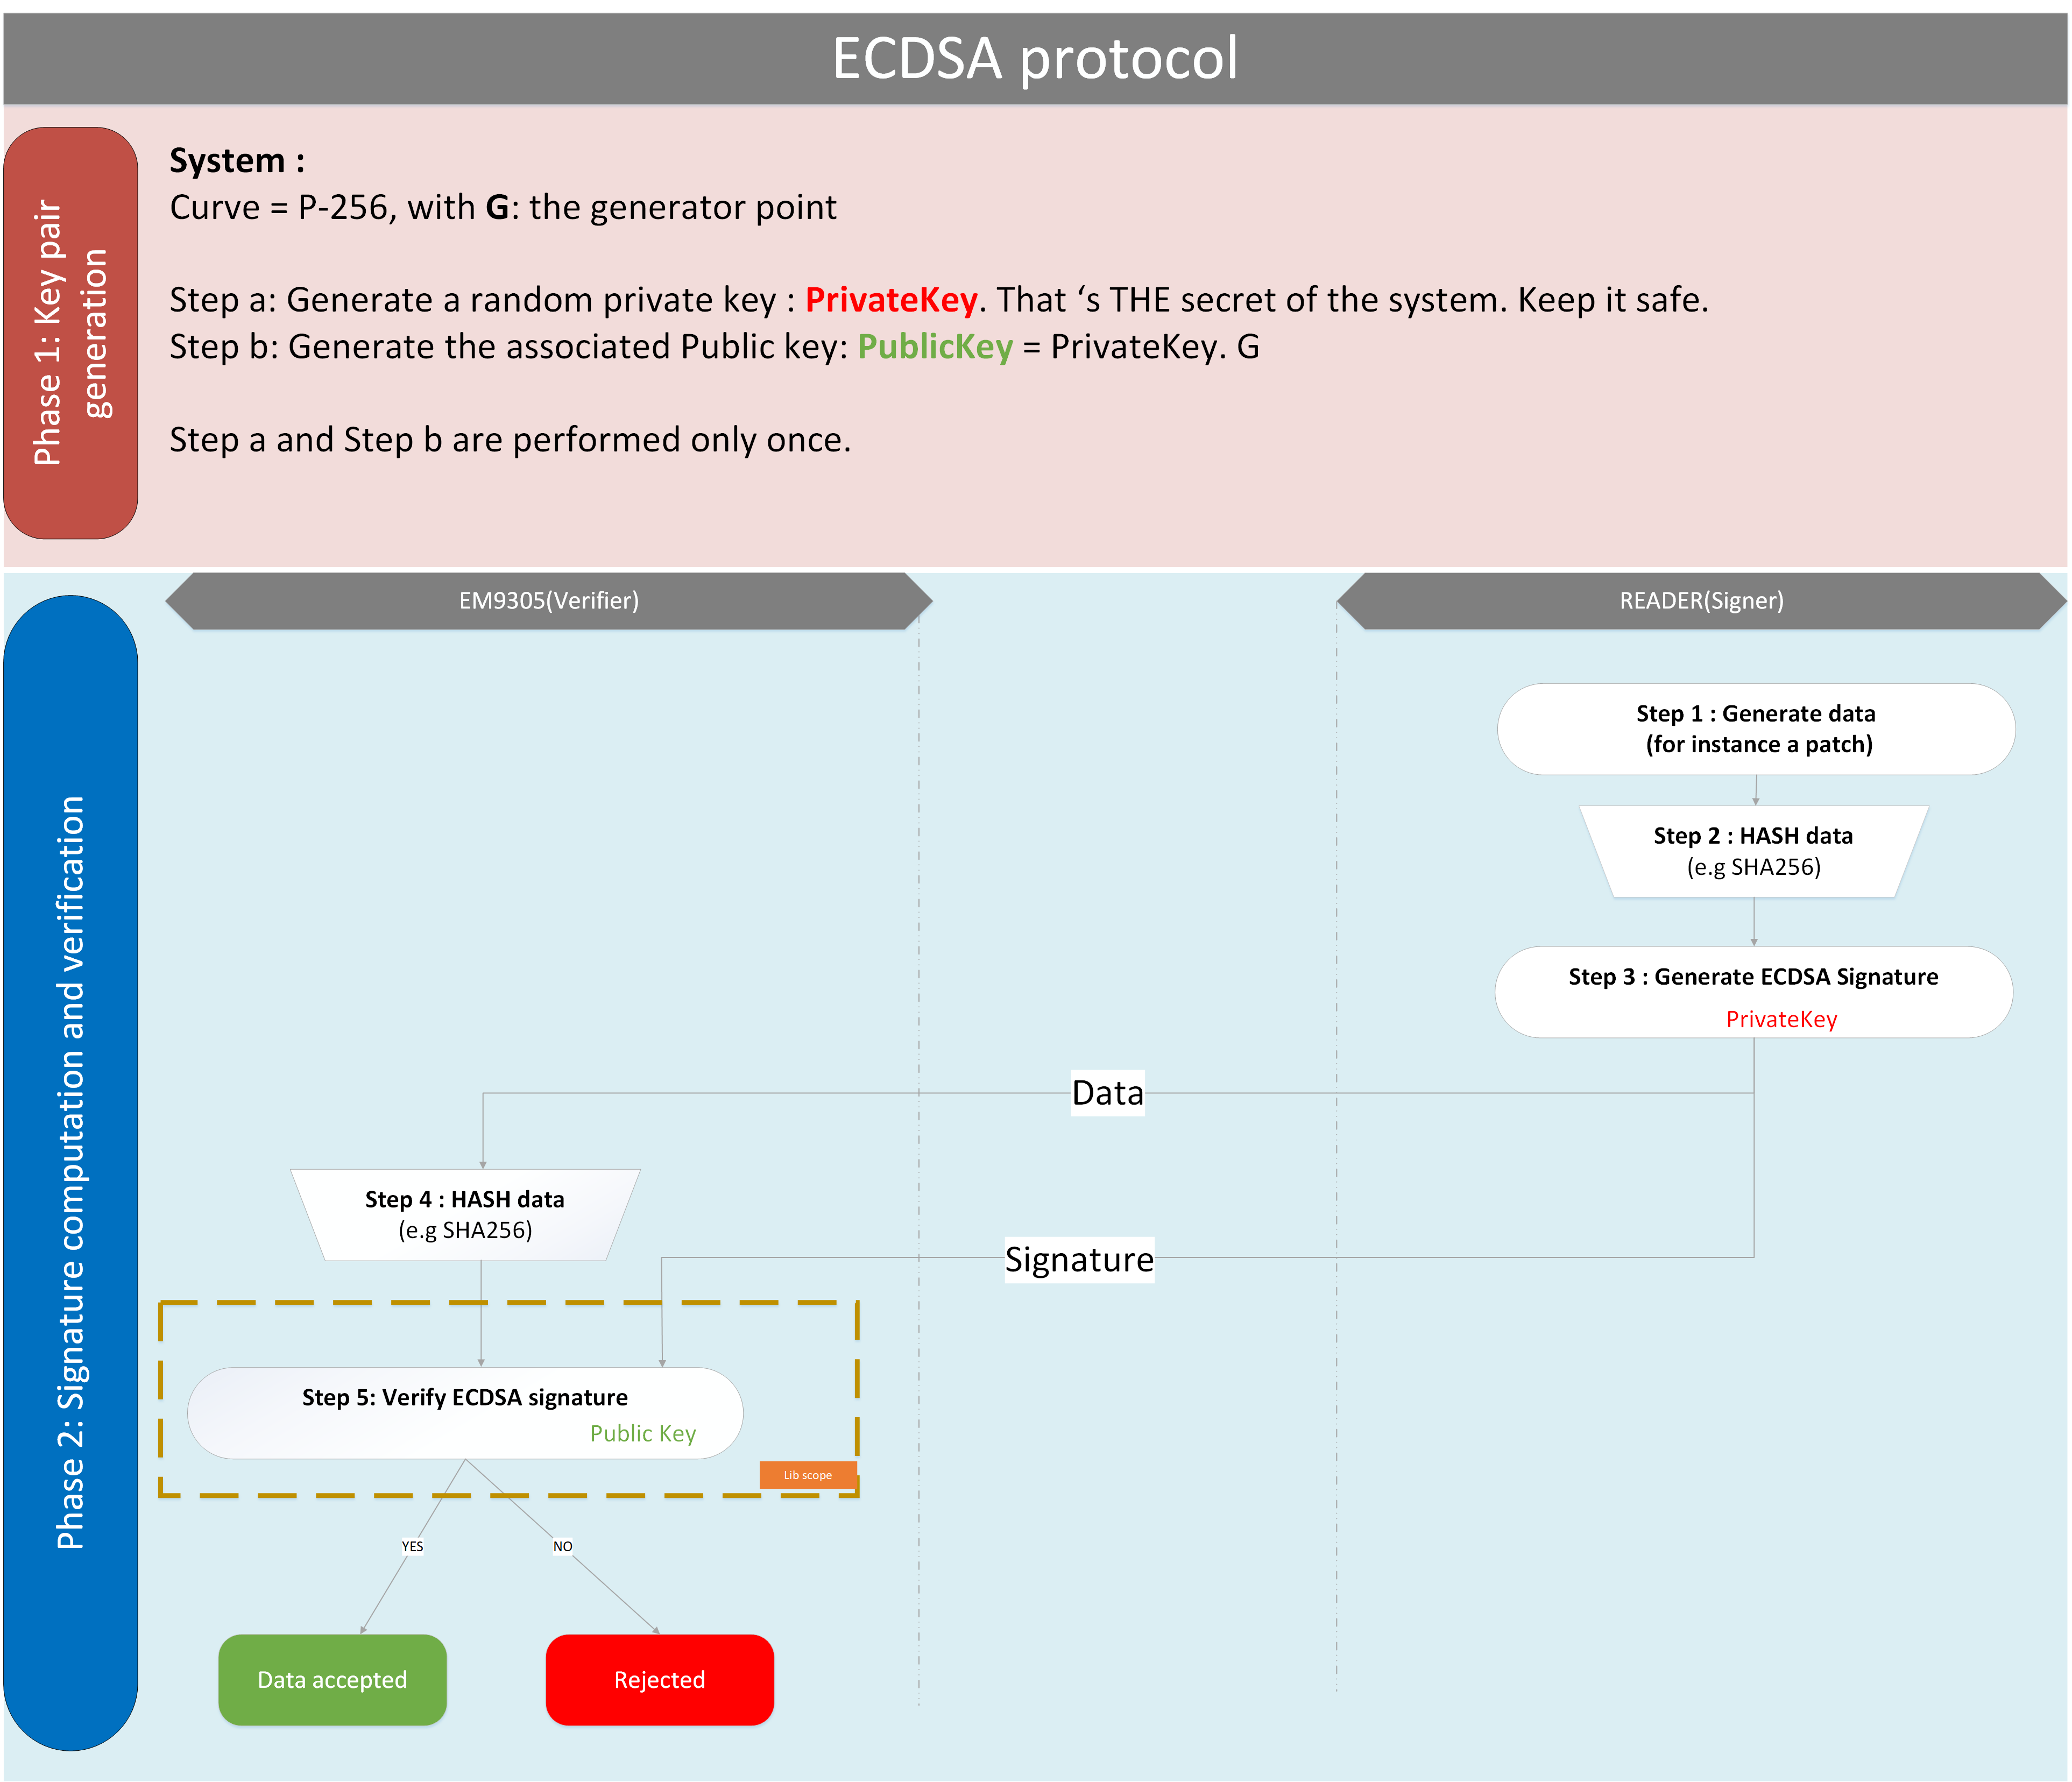 ECDSA protocol
Phase 1: Key pair
generation
System :
Curve = P-256, with G: the generator point
Step a: Generate a random private key : PrivateKey. That ‘s THE secret of the system. Keep it safe.
Step b: Generate the associated Public key: PublicKey = PrivateKey. G
Step a and Step b are performed only once.
Phase 2: Signature computation and verification
EM9305(Verifier)
READER(Signer)
Step 1 : Generate data
(for instance a patch)
Step 2 : HASH data
(e.g SHA256)
Step 3 : Generate ECDSA Signature
PrivateKey
Data
Step 4 : HASH data
(e.g SHA256)
Signature
Step 5: Verify ECDSA signature
Public Key
Lib scope
YES
NO
Data accepted
Rejected